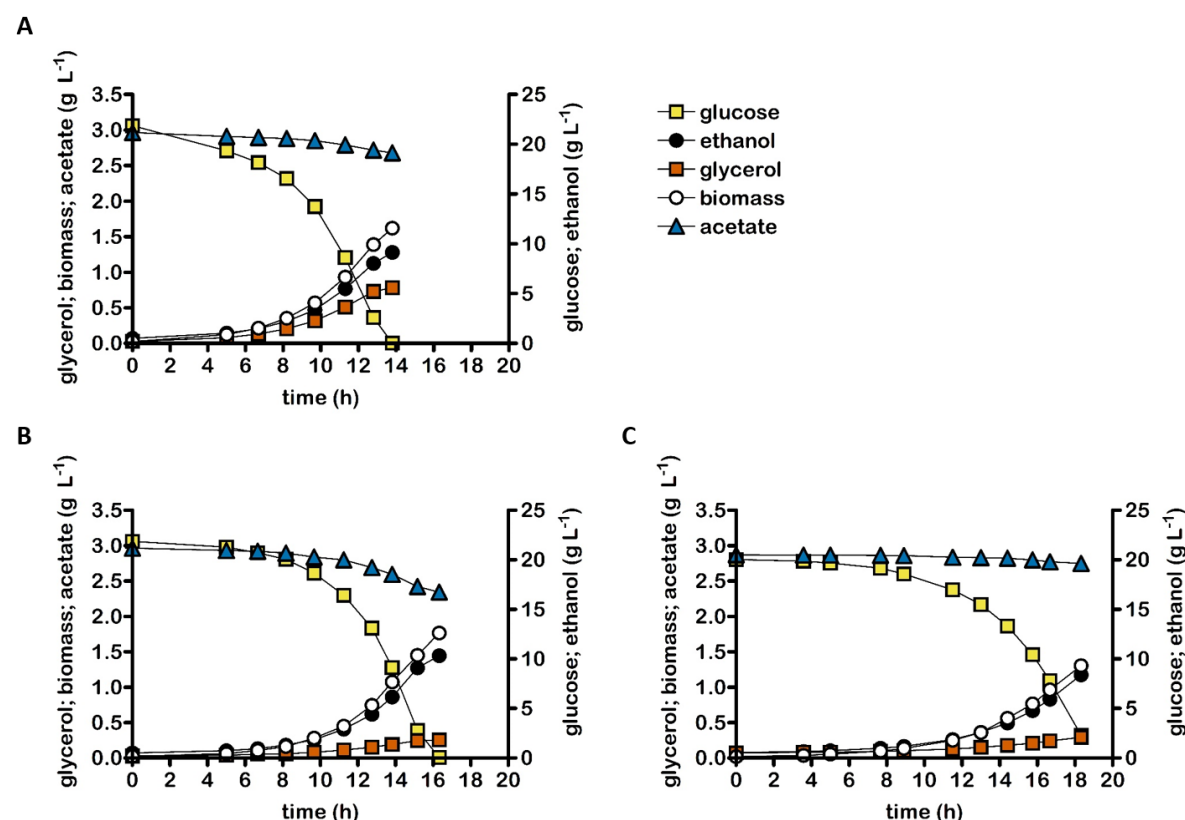 A
glycerol; biomass; acetate (g L-1)
3.5
3.0
2.5
2.0
1.5
1.0
0.5
0.0
25
20
15
10
5
0
glucose; ethanol (g L-1)
0 2 4 6 8 10 12 14 16 18 20
time (h)
glucose
ethanol
glycerol
biomass
acetate
B
glycerol; biomass; acetate (g L-1)
3.5
3.0
2.5
2.0
1.5
1.0
0.5
0.0
25
20
15
10
5
0
glucose; ethanol (g L-1)
0 2 4 6 8 10 12 14 16 18 20
time (h)
C
glycerol; biomass; acetate (g L-1)
3.5
3.0
2.5
2.0
1.5
1.0
0.5
0.0
25
20
15
10
5
0
glucose; ethanol (g L-1)
0 2 4 6 8 10 12 14 16 18 20
time (h)